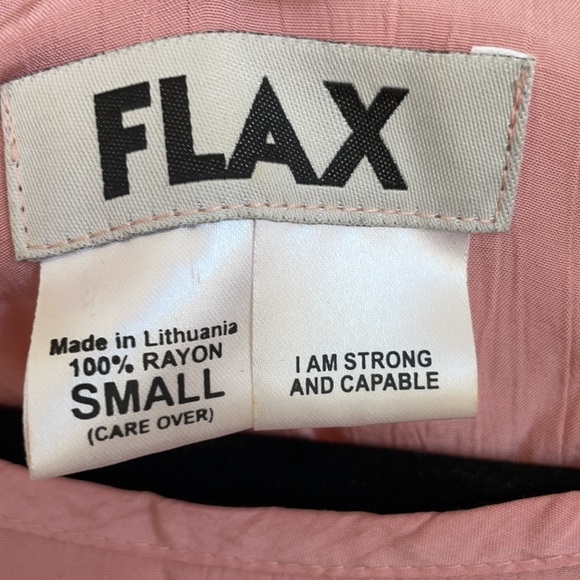 FLAX
Made in Lithuania
100% RAYON
SMALL
(CARE OVER)
I AM STRONG
AND CAPABLE